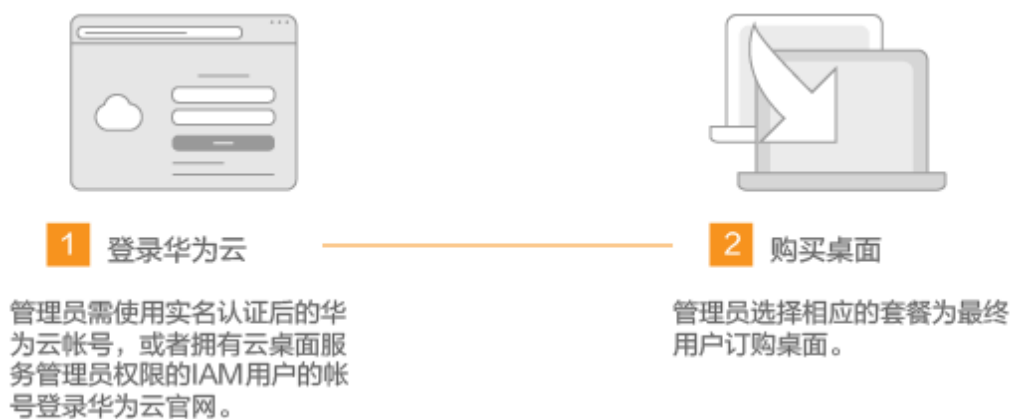 1 登录华为云
管理员需使用实名认证后的华
为云帐号，或者拥有云桌面服
务管理员权限的IAM用户的帐
号登录华为云官网。
2 购买桌面
管理员选择相应的套餐为最终
用户订购桌面。